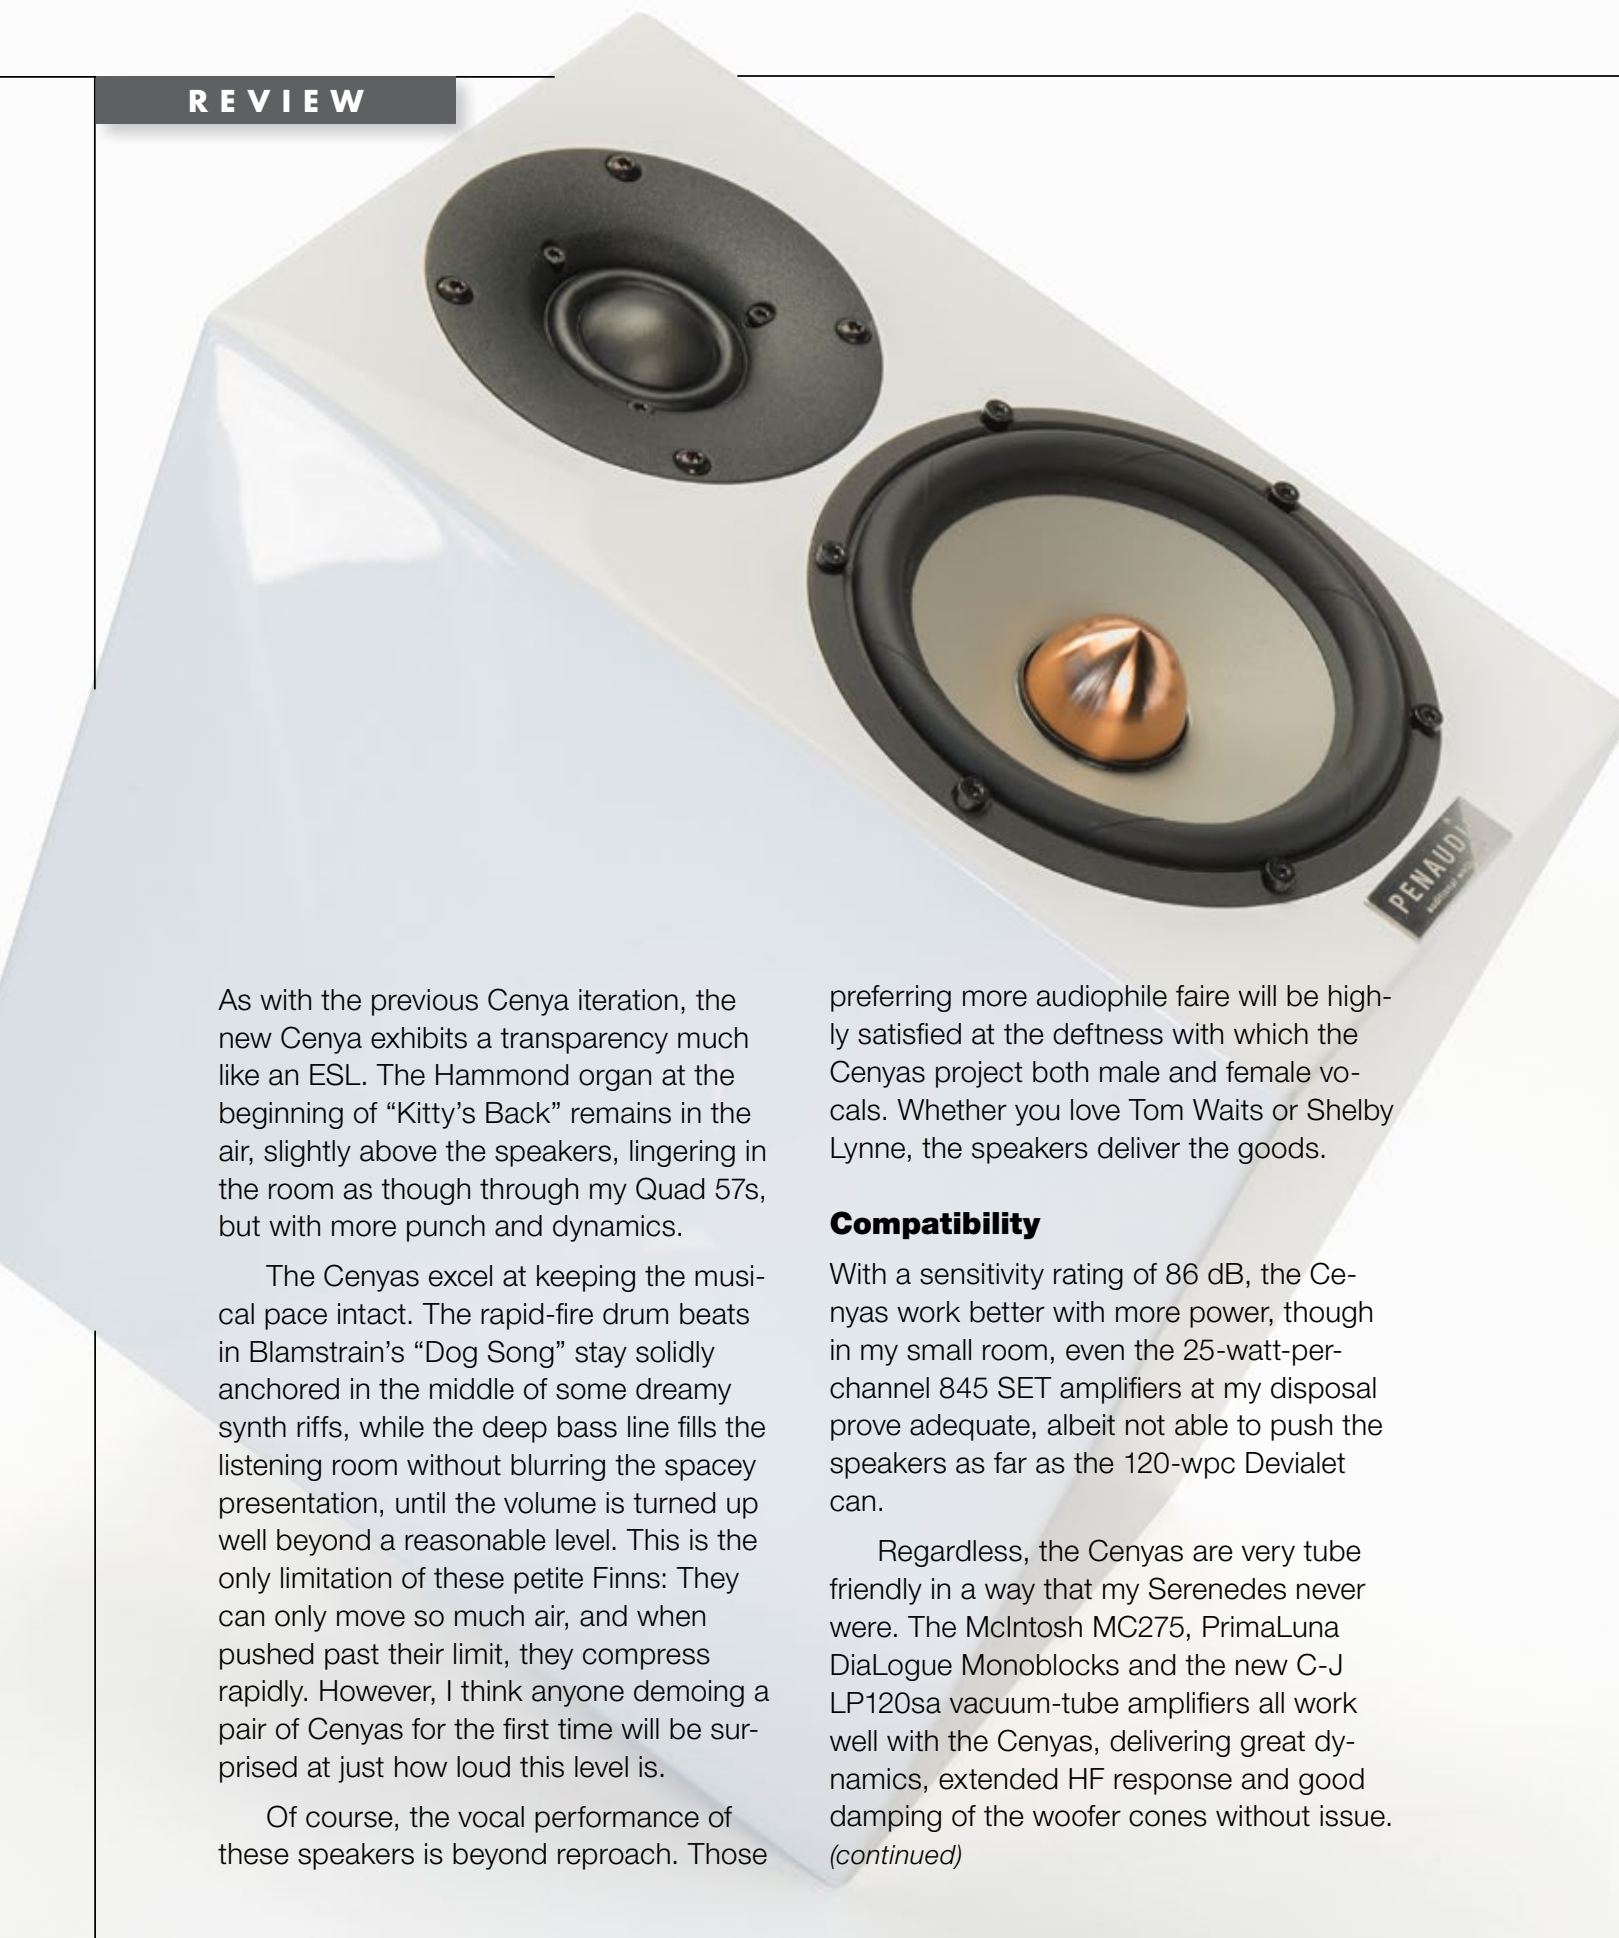 REVIEW
PENAUDI
As with the previous Cenya iteration, the
new Cenya exhibits a transparency much
like an ESL. The Hammond organ at the
beginning of “Kitty’s Back” remains in the
air, slightly above the speakers, lingering in
the room as though through my Quad 57s,
but with more punch and dynamics.
The Cenyas excel at keeping the musi-
cal pace intact. The rapid-fire drum beats
in Blamstrain’s “Dog Song” stay solidly
anchored in the middle of some dreamy
synth riffs, while the deep bass line fills the
listening room without blurring the spacey
presentation, until the volume is turned up
well beyond a reasonable level. This is the
only limitation of these petite Finns: They
can only move so much air, and when
pushed past their limit, they compress
rapidly. However, I think anyone demoing a
pair of Cenyas for the first time will be sur-
prised at just how loud this level is.
Of course, the vocal performance of
these speakers is beyond reproach. Those
preferring more audiophile faire will be high-
ly satisfied at the deftness with which the
Cenyas project both male and female vo-
cals. Whether you love Tom Waits or Shelby
Lynne, the speakers deliver the goods.
Compatibility
With a sensitivity rating of 86 dB, the Ce-
nyas work better with more power, though
in my small room, even the 25-watt-per-
channel 845 SET amplifiers at my disposal
prove adequate, albeit not able to push the
speakers as far as the 120-wpc Devialet
can.
Regardless, the Cenyas are very tube
friendly in a way that my Serenedes never
were. The McIntosh MC275, PrimaLuna
DiaLogue Monoblocks and the new C-J
LP120sa vacuum-tube amplifiers all work
well with the Cenyas, delivering great dy-
namics, extended HF response and good
damping of the woofer cones without issue.
(continued)